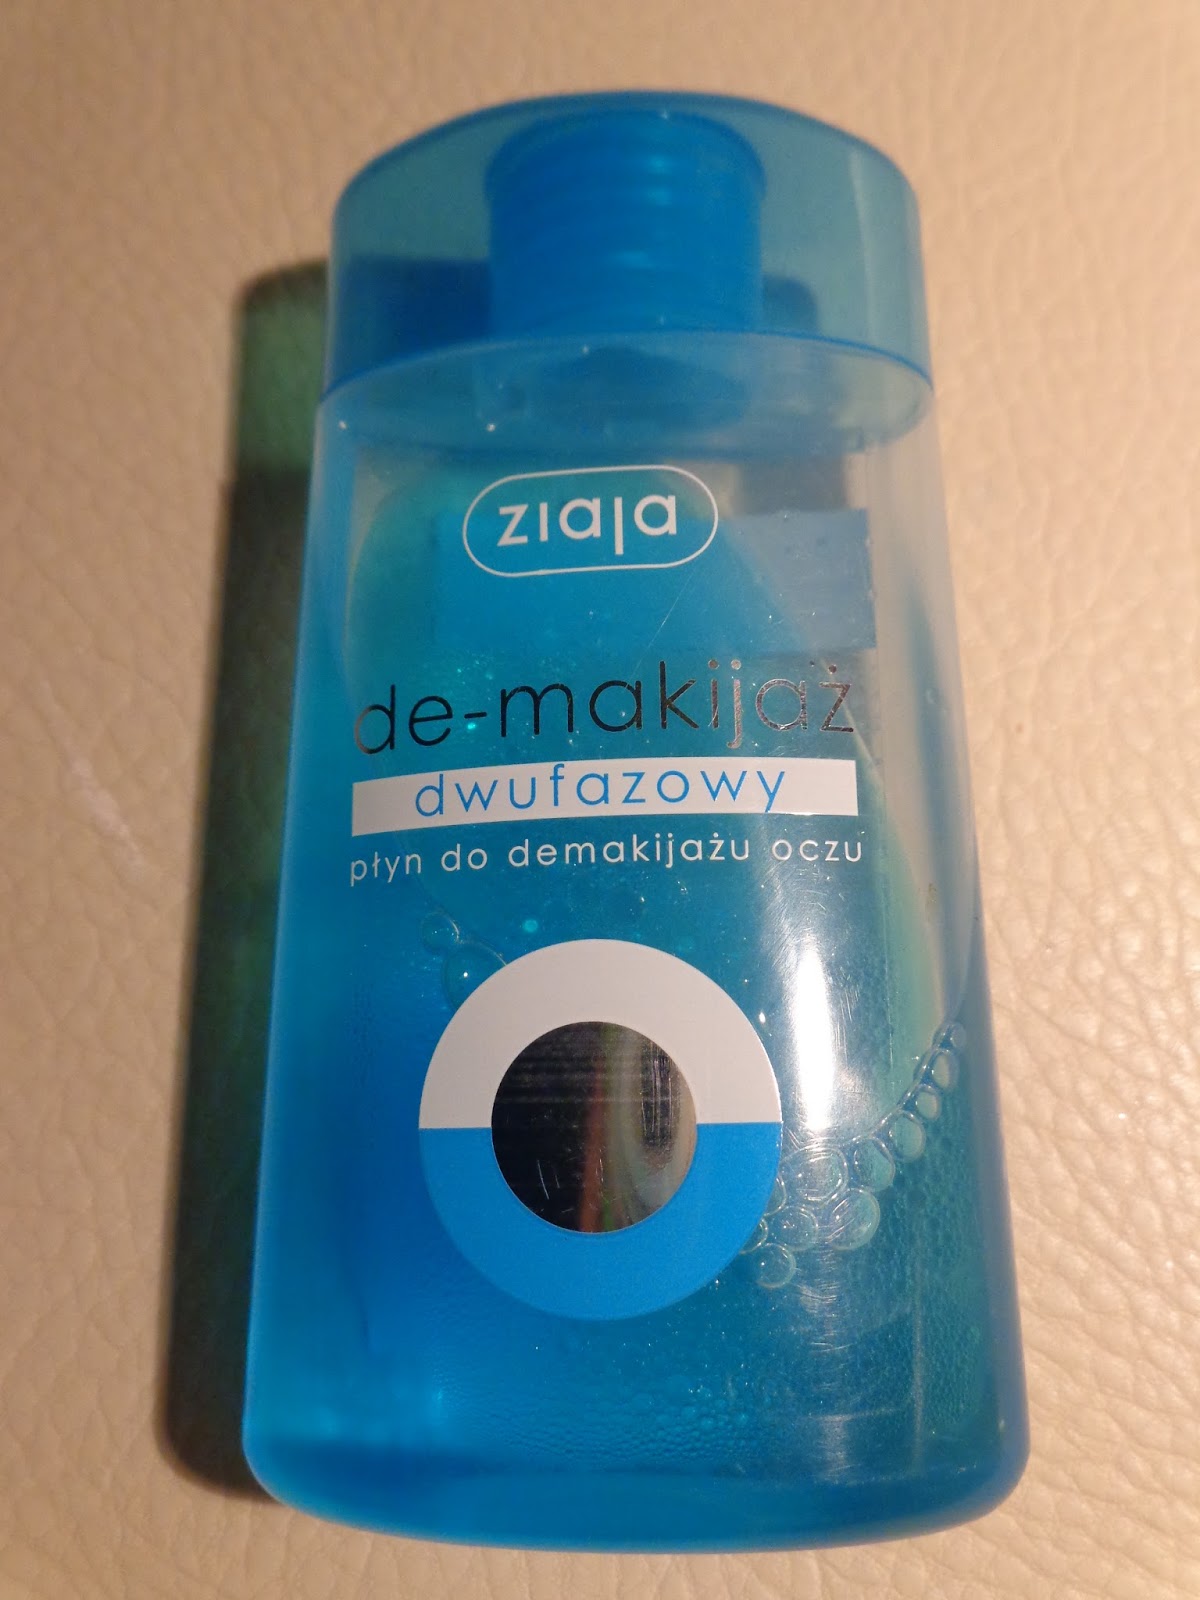 ziaja
de-makijaż
dwufazowy
płyn do demakijażu oczu